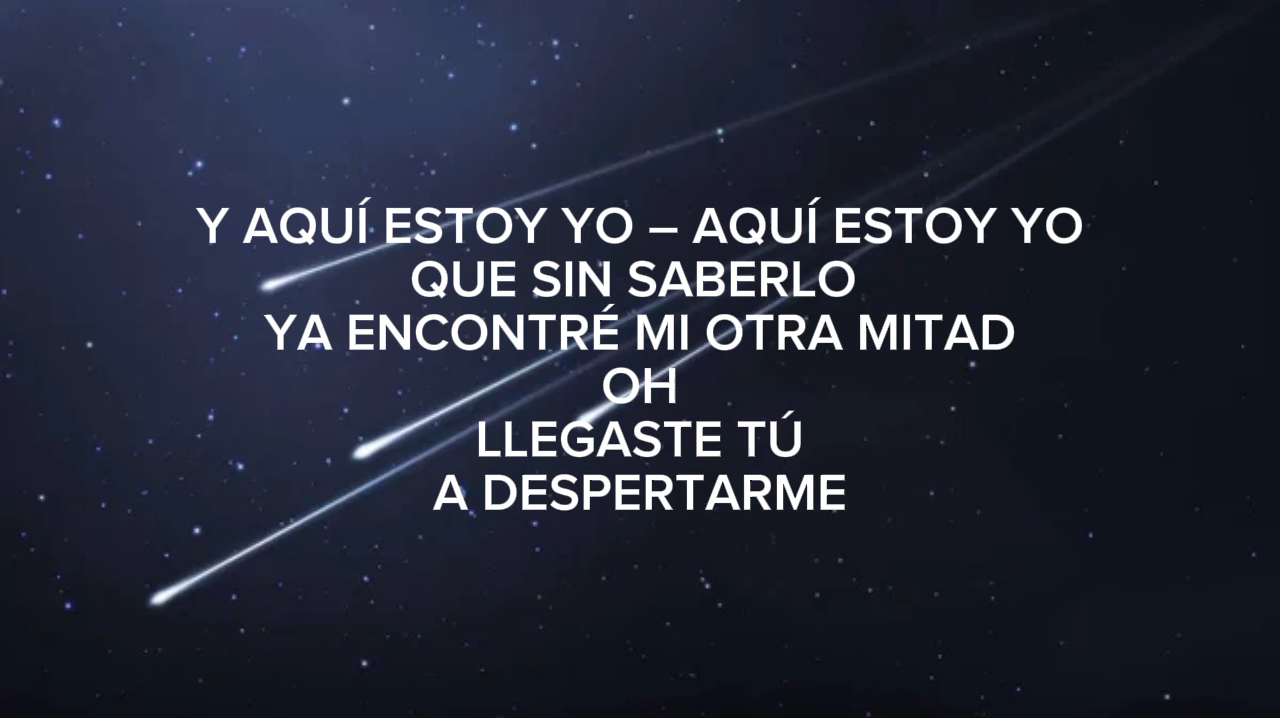 Y AQUÍ ESTOY YO – AQUÍ ESTOY YO
QUE SIN SABERLO
YA ENCONTRÉ MI OTRA MITAD
OH
LLEGASTE TÚ
A DESPERTARME